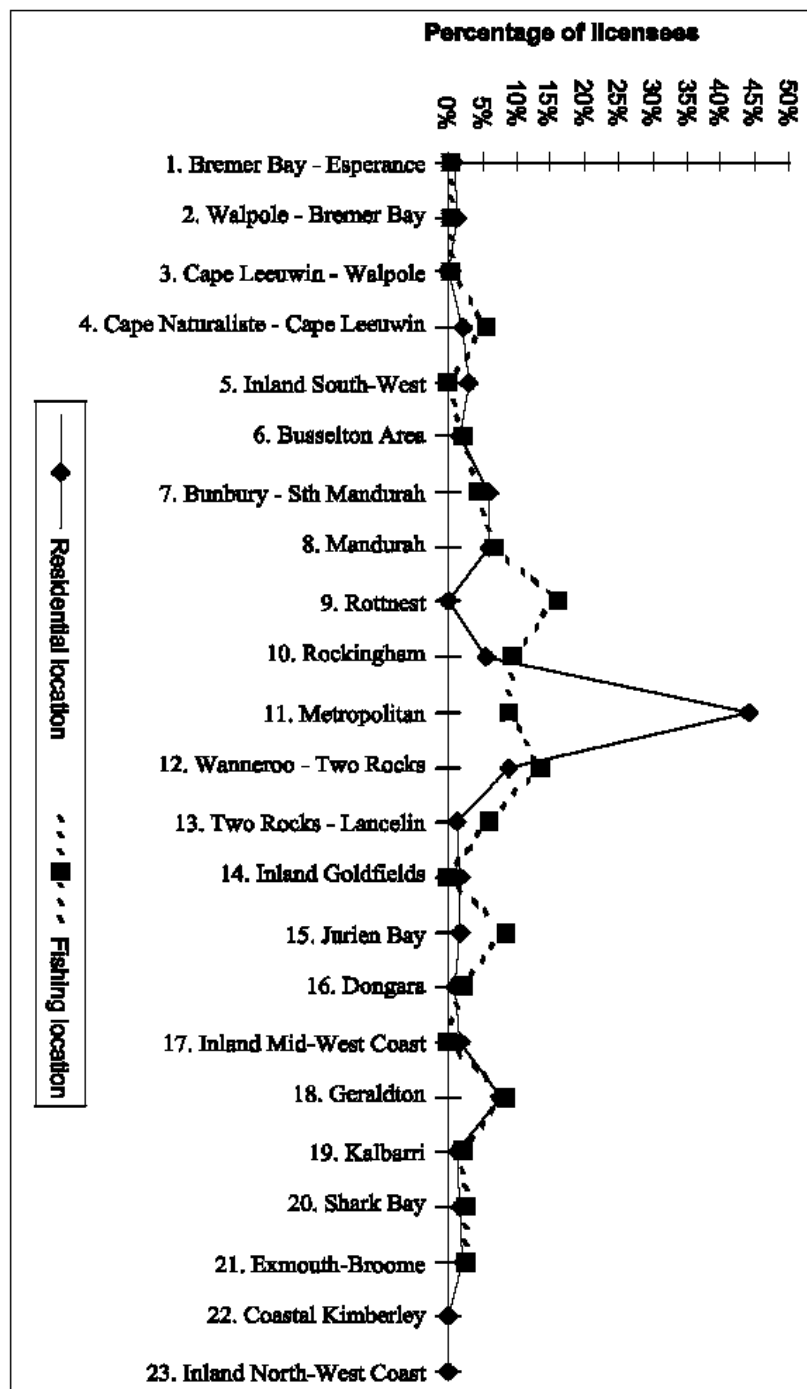 Percentage of licensees
0%
5%
10%
15%
20%
25%
30%
35%
40%
45%
50%
1. Bremer Bay - Esperance
2. Walpole - Bremer Bay
3. Cape Leeuwin - Walpole
4. Cape Naturaliste - Cape Leeuwin
5. Inland South-West
6. Busselton Area
7. Bunbury - Sth Mandurah
8. Mandurah
9. Rottnest
10. Rockingham
11. Metropolitan
12. Wanneroo - Two Rocks
13. Two Rocks - Lancelin
14. Inland Goldfields
15. Jurien Bay
16. Dongara
17. Inland Mid-West Coast
18. Geraldton
19. Kalbarri
20. Shark Bay
21. Exmouth-Broome
22. Coastal Kimberley
23. Inland North-West Coast
Residential location
Fishing location